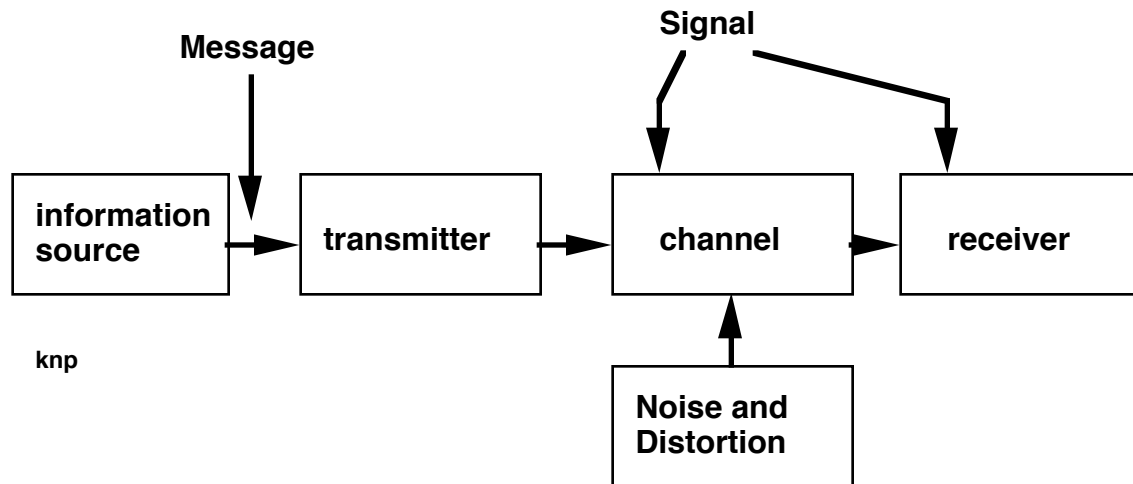 Signal
Message
information
source
transmitter
channel
receiver
knp
Noise and
Distortion